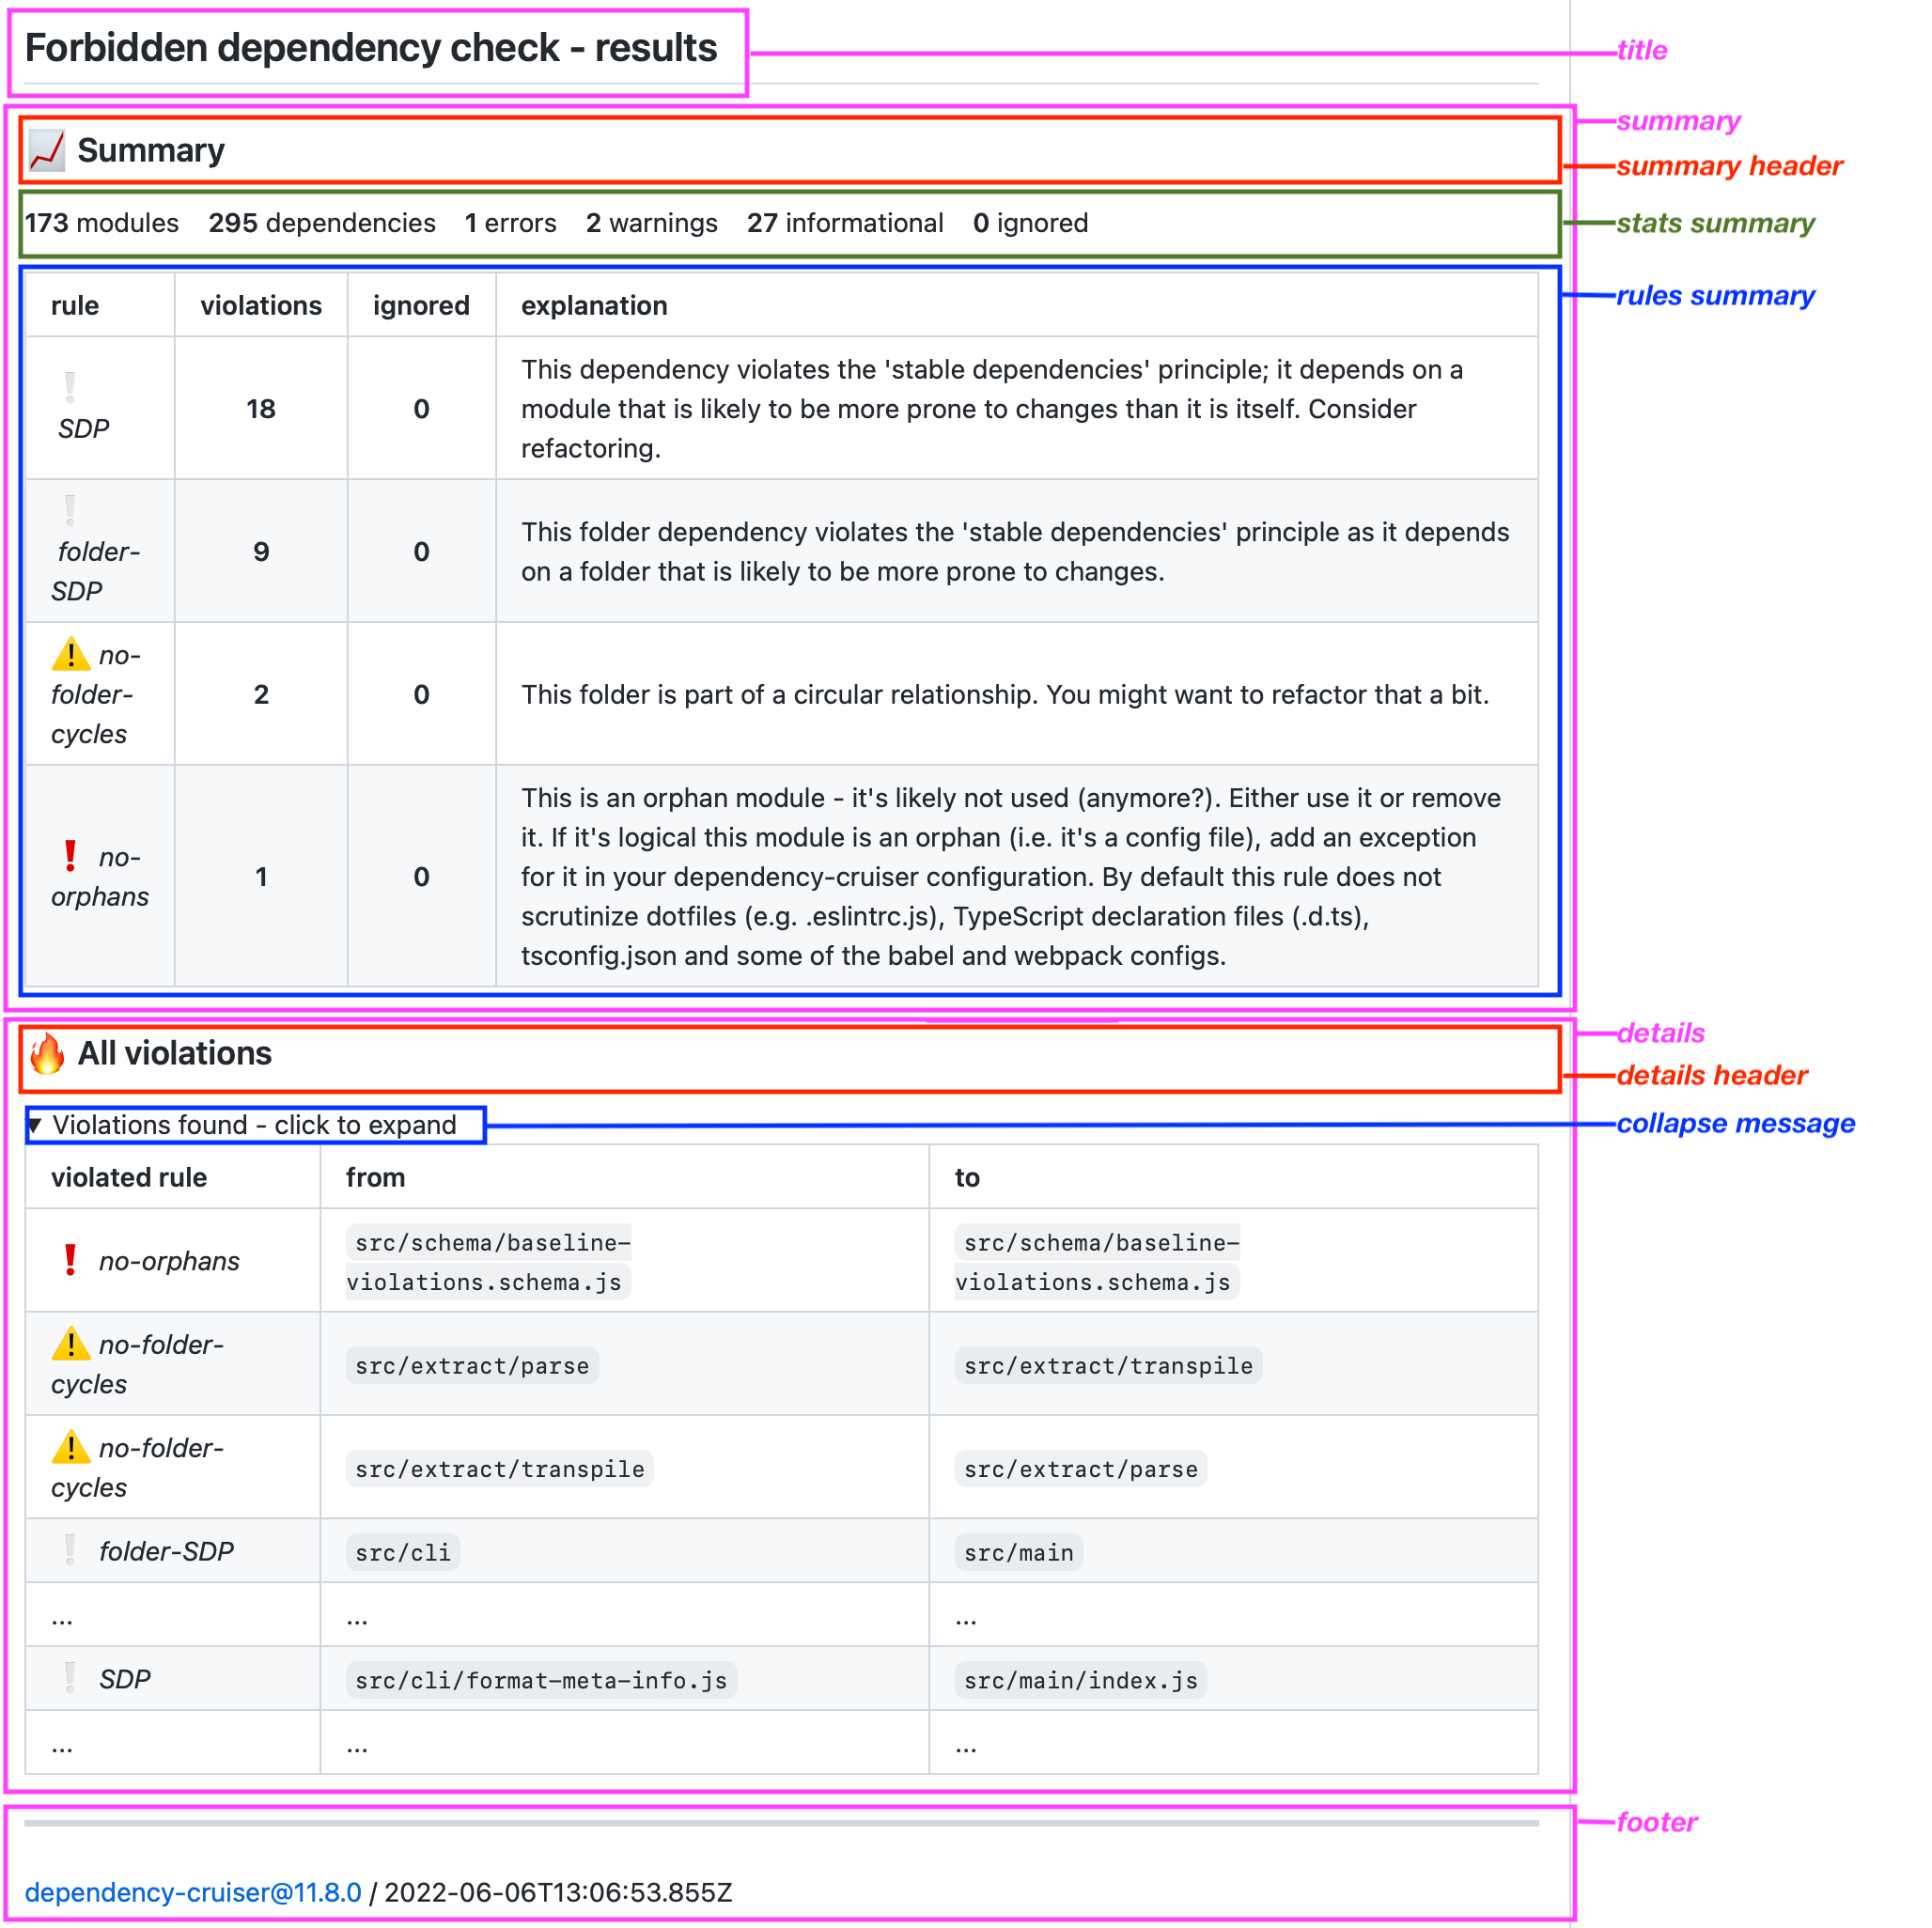 Forbidden dependency check - results
title
summary
📈 Summary
summary header
173 modules 295 dependencies 1 errors 2 warnings 27 informational 0 ignored
stats summary
rules summary
rule violations ignored explanation
❕
SDP
18
0
This dependency violates the 'stable dependencies' principle; it depends on a
module that is likely to be more prone to changes than it is itself. Consider
refactoring.
❕
folder-
SDP
9
0
This folder dependency violates the 'stable dependencies' principle as it depends
on a folder that is likely to be more prone to changes.
⚠️ no-
folder-
cycles
2
0
This folder is part of a circular relationship. You might want to refactor that a bit.
❗ no-
orphans
1
0
This is an orphan module - it's likely not used (anymore?). Either use it or remove
it. If it's logical this module is an orphan (i.e. it's a config file), add an exception
for it in your dependency-cruiser configuration. By default this rule does not
scrutinize dotfiles (e.g. .eslintrc.js), TypeScript declaration files (.d.ts),
tsconfig.json and some of the babel and webpack configs.
details
🔥 All violations
details header
▼ Violations found - click to expand
collapse message
violated rule from to
❗ no-orphans
src/schema/baseline-
violations.schema.js
src/schema/baseline-
violations.schema.js
⚠️ no-folder-
cycles
src/extract/parse
src/extract/transpile
⚠️ no-folder-
cycles
src/extract/transpile
src/extract/parse
❕ folder-SDP src/cli src/main
... ... ...
❕ SDP src/cli/format-meta-info.js src/main/index.js
... ... ...
footer
dependency-cruiser@11.8.0 / 2022-06-06T13:06:53.855Z